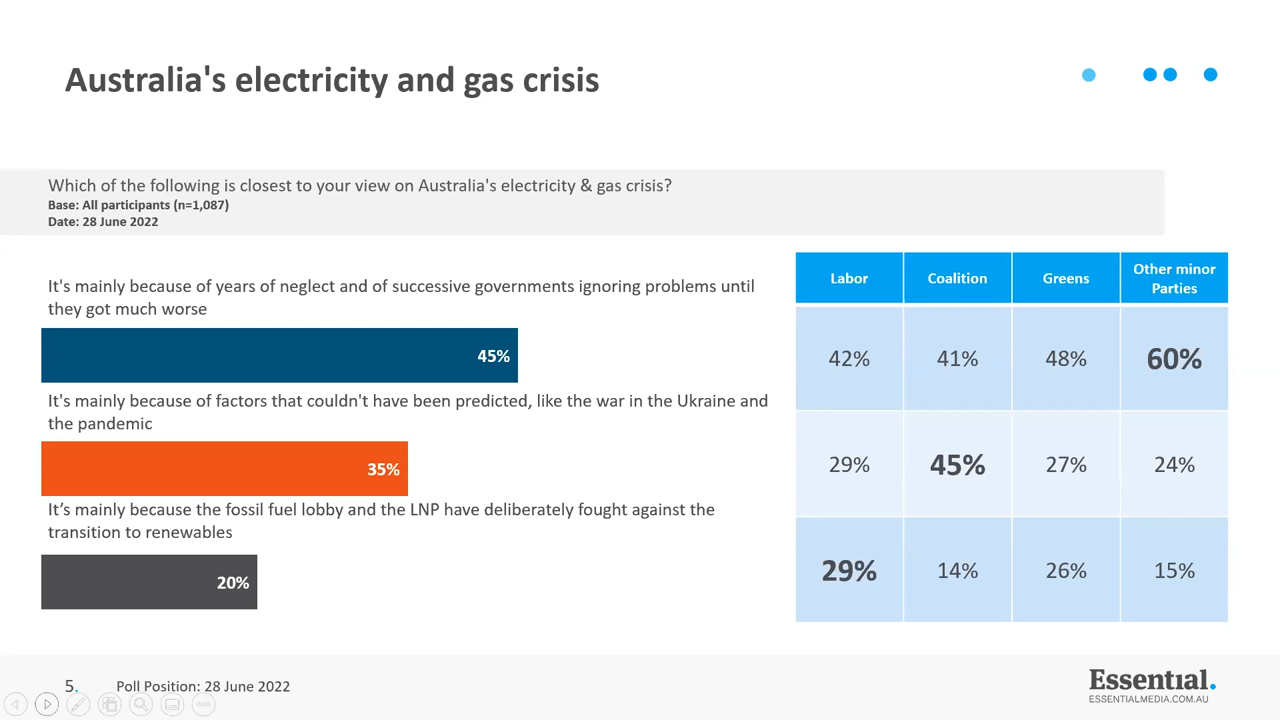 Australia's electricity and gas crisis
Which of the following is closest to your view on Australia's electricity & gas crisis?
Base: All participants (n=1,087)
Date: 28 June 2022
It's mainly because of years of neglect and of successive governments ignoring problems until
they got much worse
45%
It's mainly because of factors that couldn't have been predicted, like the war in the Ukraine and
the pandemic
35%
It’s mainly because the fossil fuel lobby and the LNP have deliberately fought against the
transition to renewables
20%
Labor Coalition Greens Other minor
Parties
42% 41% 48% 60%
29% 45% 27% 24%
29% 14% 26% 15%
5. Poll Position: 28 June 2022
Essential.
ESSENTIALMEDIA.COM.AU